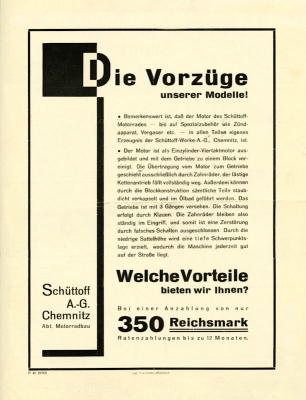 Die Vorzüge
unserer Modelle!
• Bemerkenswert ist, daß der Motor des Schüttoff-
Motorrades — bis auf Spezialzubehör wie Zünd-
apparat, Vergaser etc. — in allen Teilen eigenes
Erzeugnis der Schüttoff-Werke-A.-G., Chemnitz, ist.
• Der Motor ist als Einzylinder-Viertaktmotor aus-
gebildet und mit dem Getriebe zu einem Block ver-
einigt. Die Übertragung vom Motor zum Getriebe
geschieht ausschließlich durch Zahnräder, der lästige
Kettenantrieb fällt vollständig weg. Außerdem können
durch die Blockkonstruktion sämtliche Teile staub-
dicht verkapselt und im Ölbad geführt werden. Das
Getriebe ist mit 3 Gängen versehen. Die Schaltung
erfolgt durch Klauen. Die Zahnräder bleiben also
ständig im Eingriff, und somit ist eine Zerstörung
durch falsches Schalten ausgeschlossen. Durch die
niedrige Sattelhöhe wird eine tiefe Schwerpunkts-
lage erzielt, wodurch die Maschine jederzeit gut
auf der Straße liegt.
Welche Vorteile
bieten wir Ihnen?
Bei einer Anzahlung von nur
350 Reichsmark
Ratenzahlungen bis zu 12 Monaten.
Schüttoff
A.-G.
Chemnitz
Abt. Motorradbau